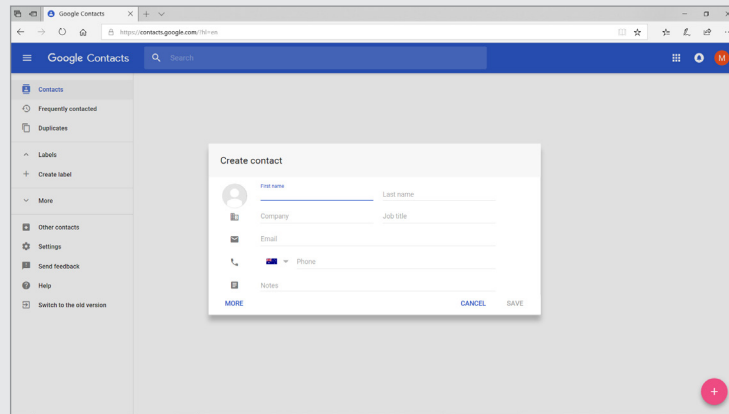 Google Contacts
https://contacts.google.com/?hl=en
Google Contacts
Search
M
Contacts
Frequently contacted
Duplicates
Labels
Create label
More
Other contacts
Settings
Send feedback
Help
Switch to the old version
Create contact
First name
Last name
Company
Job title
Email
Phone
Notes
MORE
CANCEL
SAVE